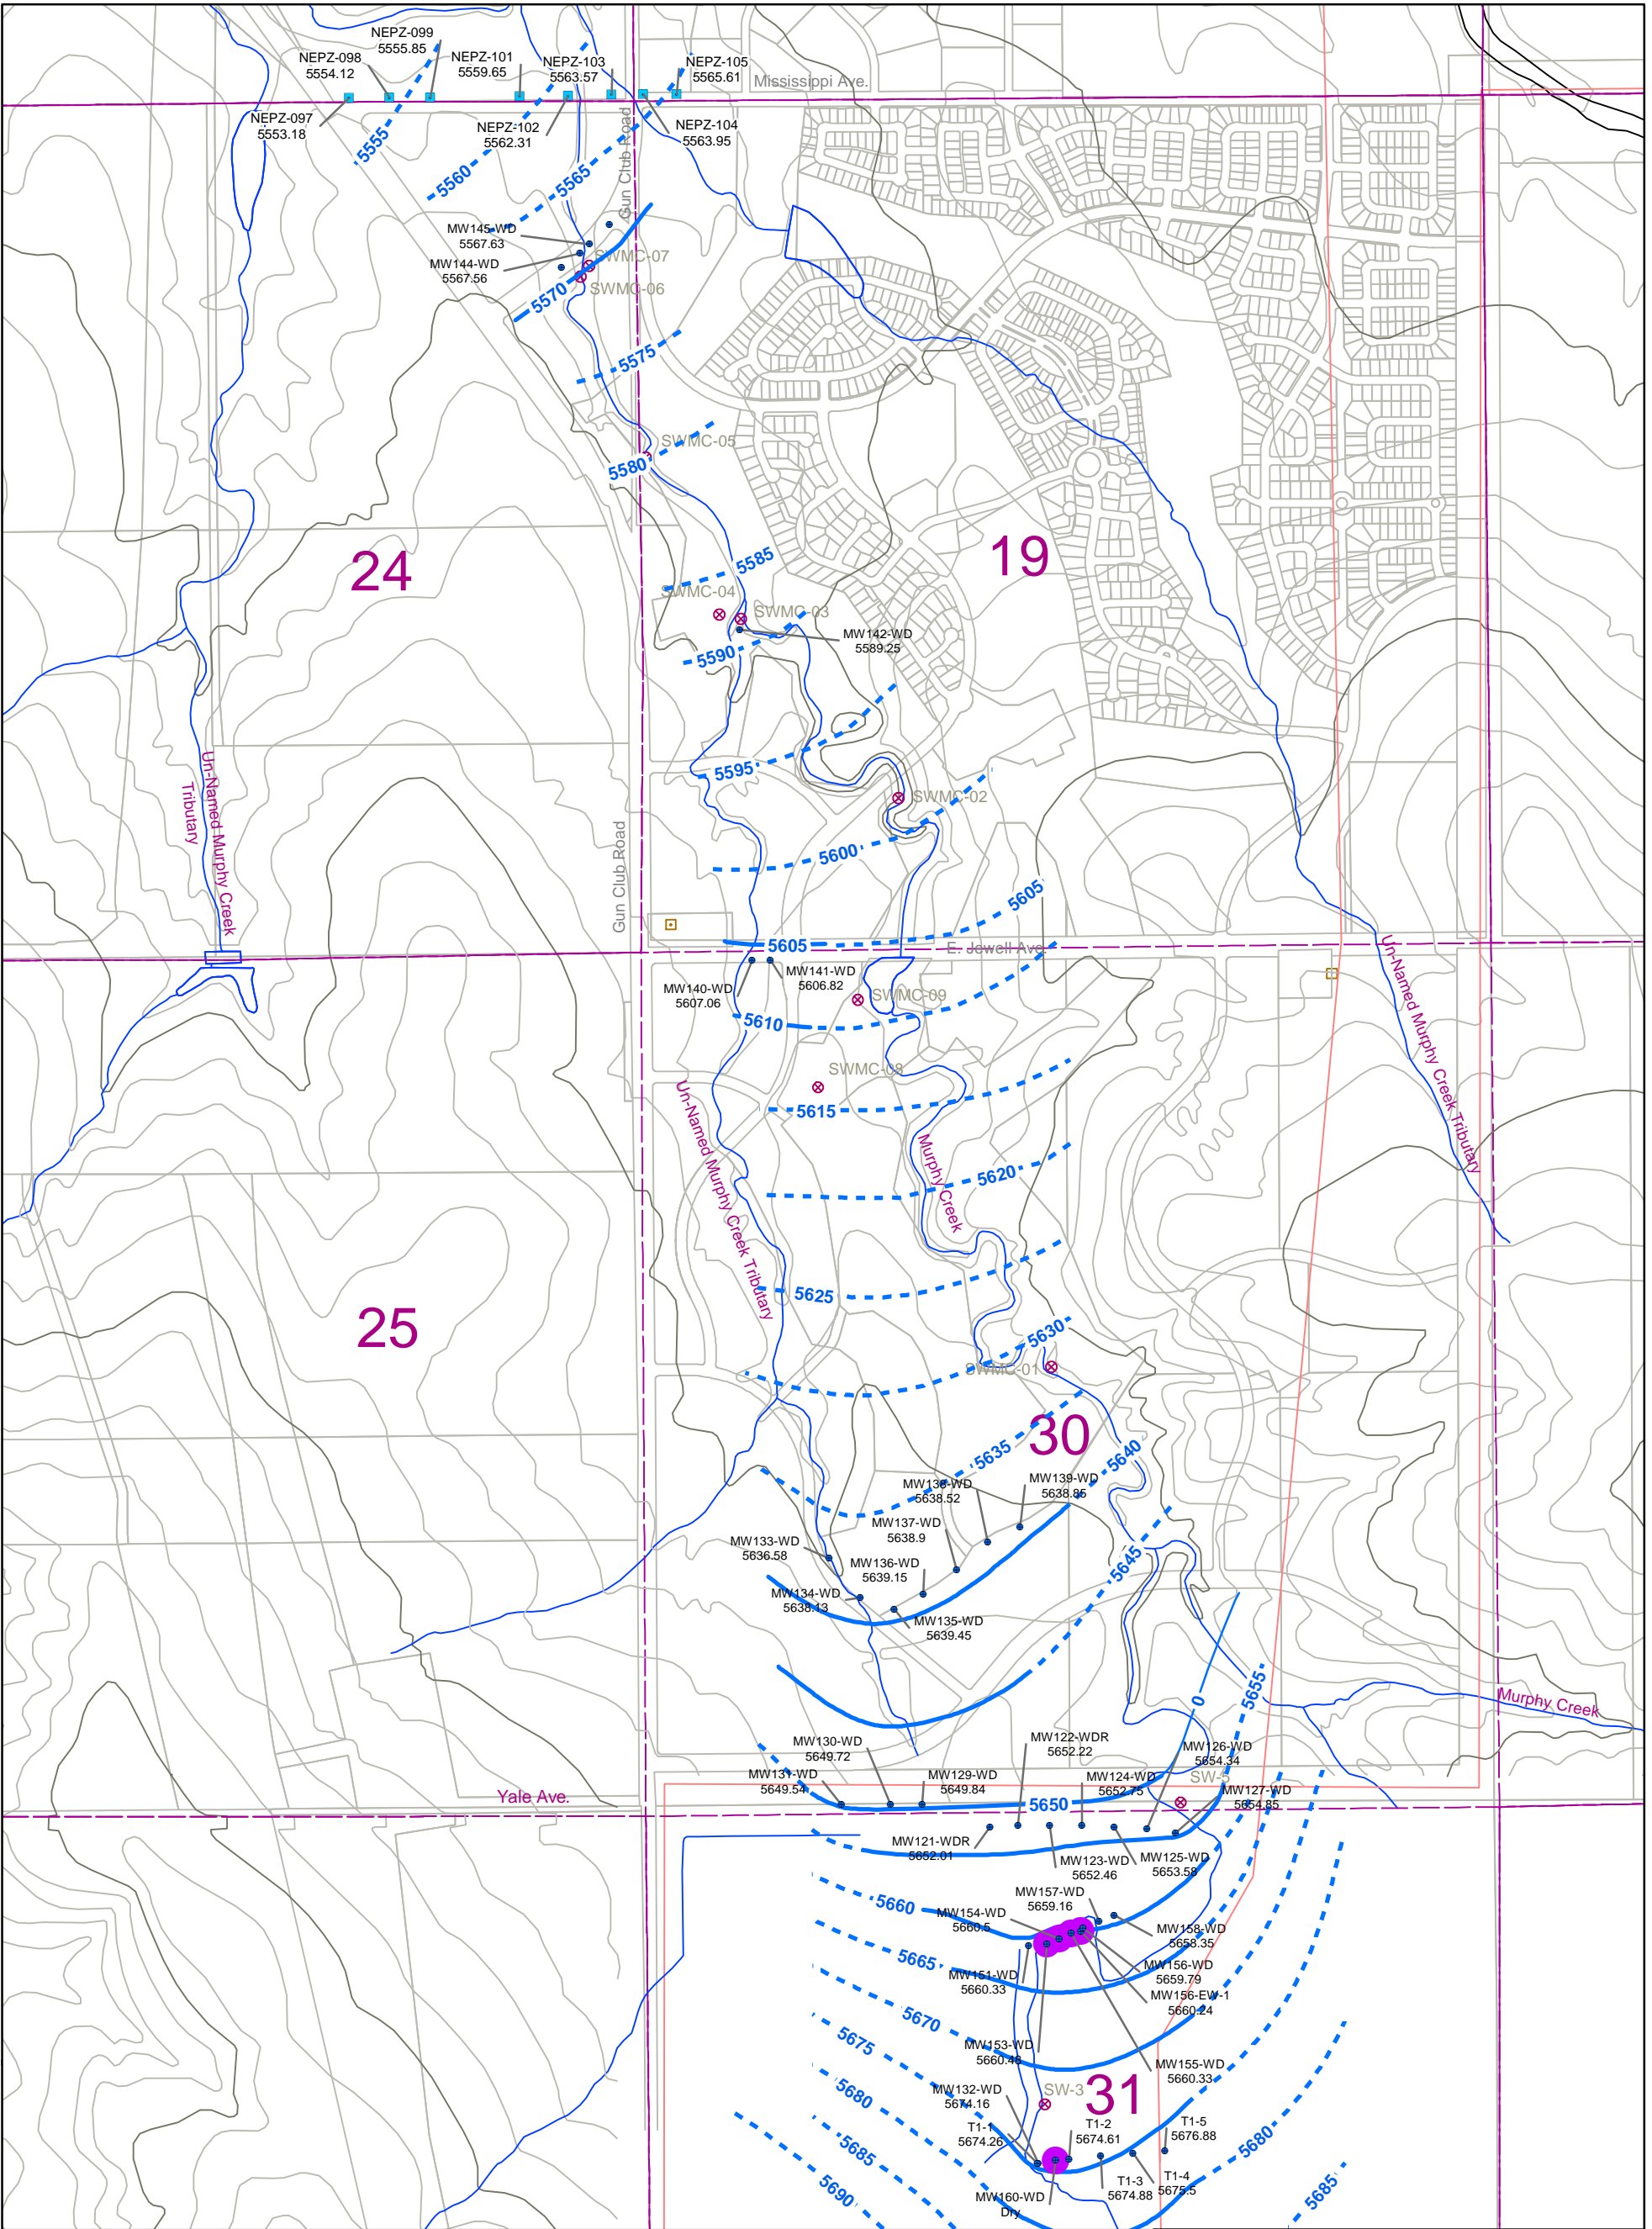 NEPZ-099
5555.85
NEPZ-098
5554.12
NEPZ-101
5559.65
NEPZ-103
5563.57
NEPZ-105
5565.61
Mississippi Ave.
NEPZ-097
5553.18
NEPZ-102
5562.31
NEPZ-104
5563.95
5555
5560
5565
Gun Club Road
MW145-WD
5567.63
MW144-WD
5567.56
SWMC-07
SWMC-06
5570
5575
SWMC-05
5580
24
19
5585
SWMC-04
SWMC-03
MW142-WD
5589.25
5590
5595
SWMC-02
Un-Named Murphy Creek
Tributary
5600
Gun Club Road
5605
5605
E. Jewell Ave.
MW140-WD
5607.06
MW141-WD
5606.82
SWMC-09
5610
Un-Named Murphy Creek Tributary
SWMC-08
5615
Un-Named Murphy Creek Tributary
Murphy Creek
5620
5625
25
5630
SWMC-01
30
5635
5640
MW138-WD
5638.52
MW139-WD
5638.85
MW137-WD
5638.9
MW133-WD
5636.58
MW136-WD
5639.15
MW134-WD
5638.13
MW135-WD
5639.45
5645
0
5655
Murphy Creek
MW130-WD
5649.72
MW122-WDR
5652.22
MW126-WD
5654.34
MW131-WD
5649.54
MW129-WD
5649.84
MW124-WD
5652.75
SW-5
MW127-WD
5654.85
Yale Ave.
5650
MW121-WDR
5652.01
MW123-WD
5652.46
MW125-WD
5653.58
MW157-WD
5659.16
5660
MW154-WD
5660.5
MW158-WD
5658.35
5665
MW151-WD
5660.33
MW156-WD
5659.79
MW156-EW-1
5660.24
5670
5675
MW153-WD
5660.48
MW155-WD
5660.33
5680
MW132-WD
5674.16
SW-3
31
T1-1
5674.26
T1-2
5674.61
T1-5
5676.88
5680
5685
T1-3
5674.88
T1-4
5675.5
MW160-WD
Dry
5690
5685